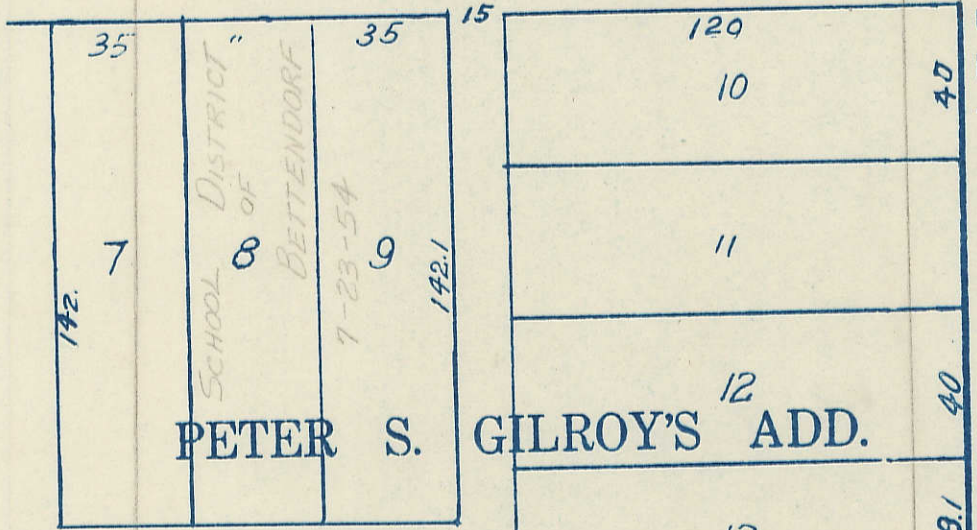 35 " 35 15 120
10 40
SCHOOL DISTRICT
OF
BETTENDORF
7-23-54
7 8 9 11
142. 142.1
12 40
PETER S. GILROY'S ADD.